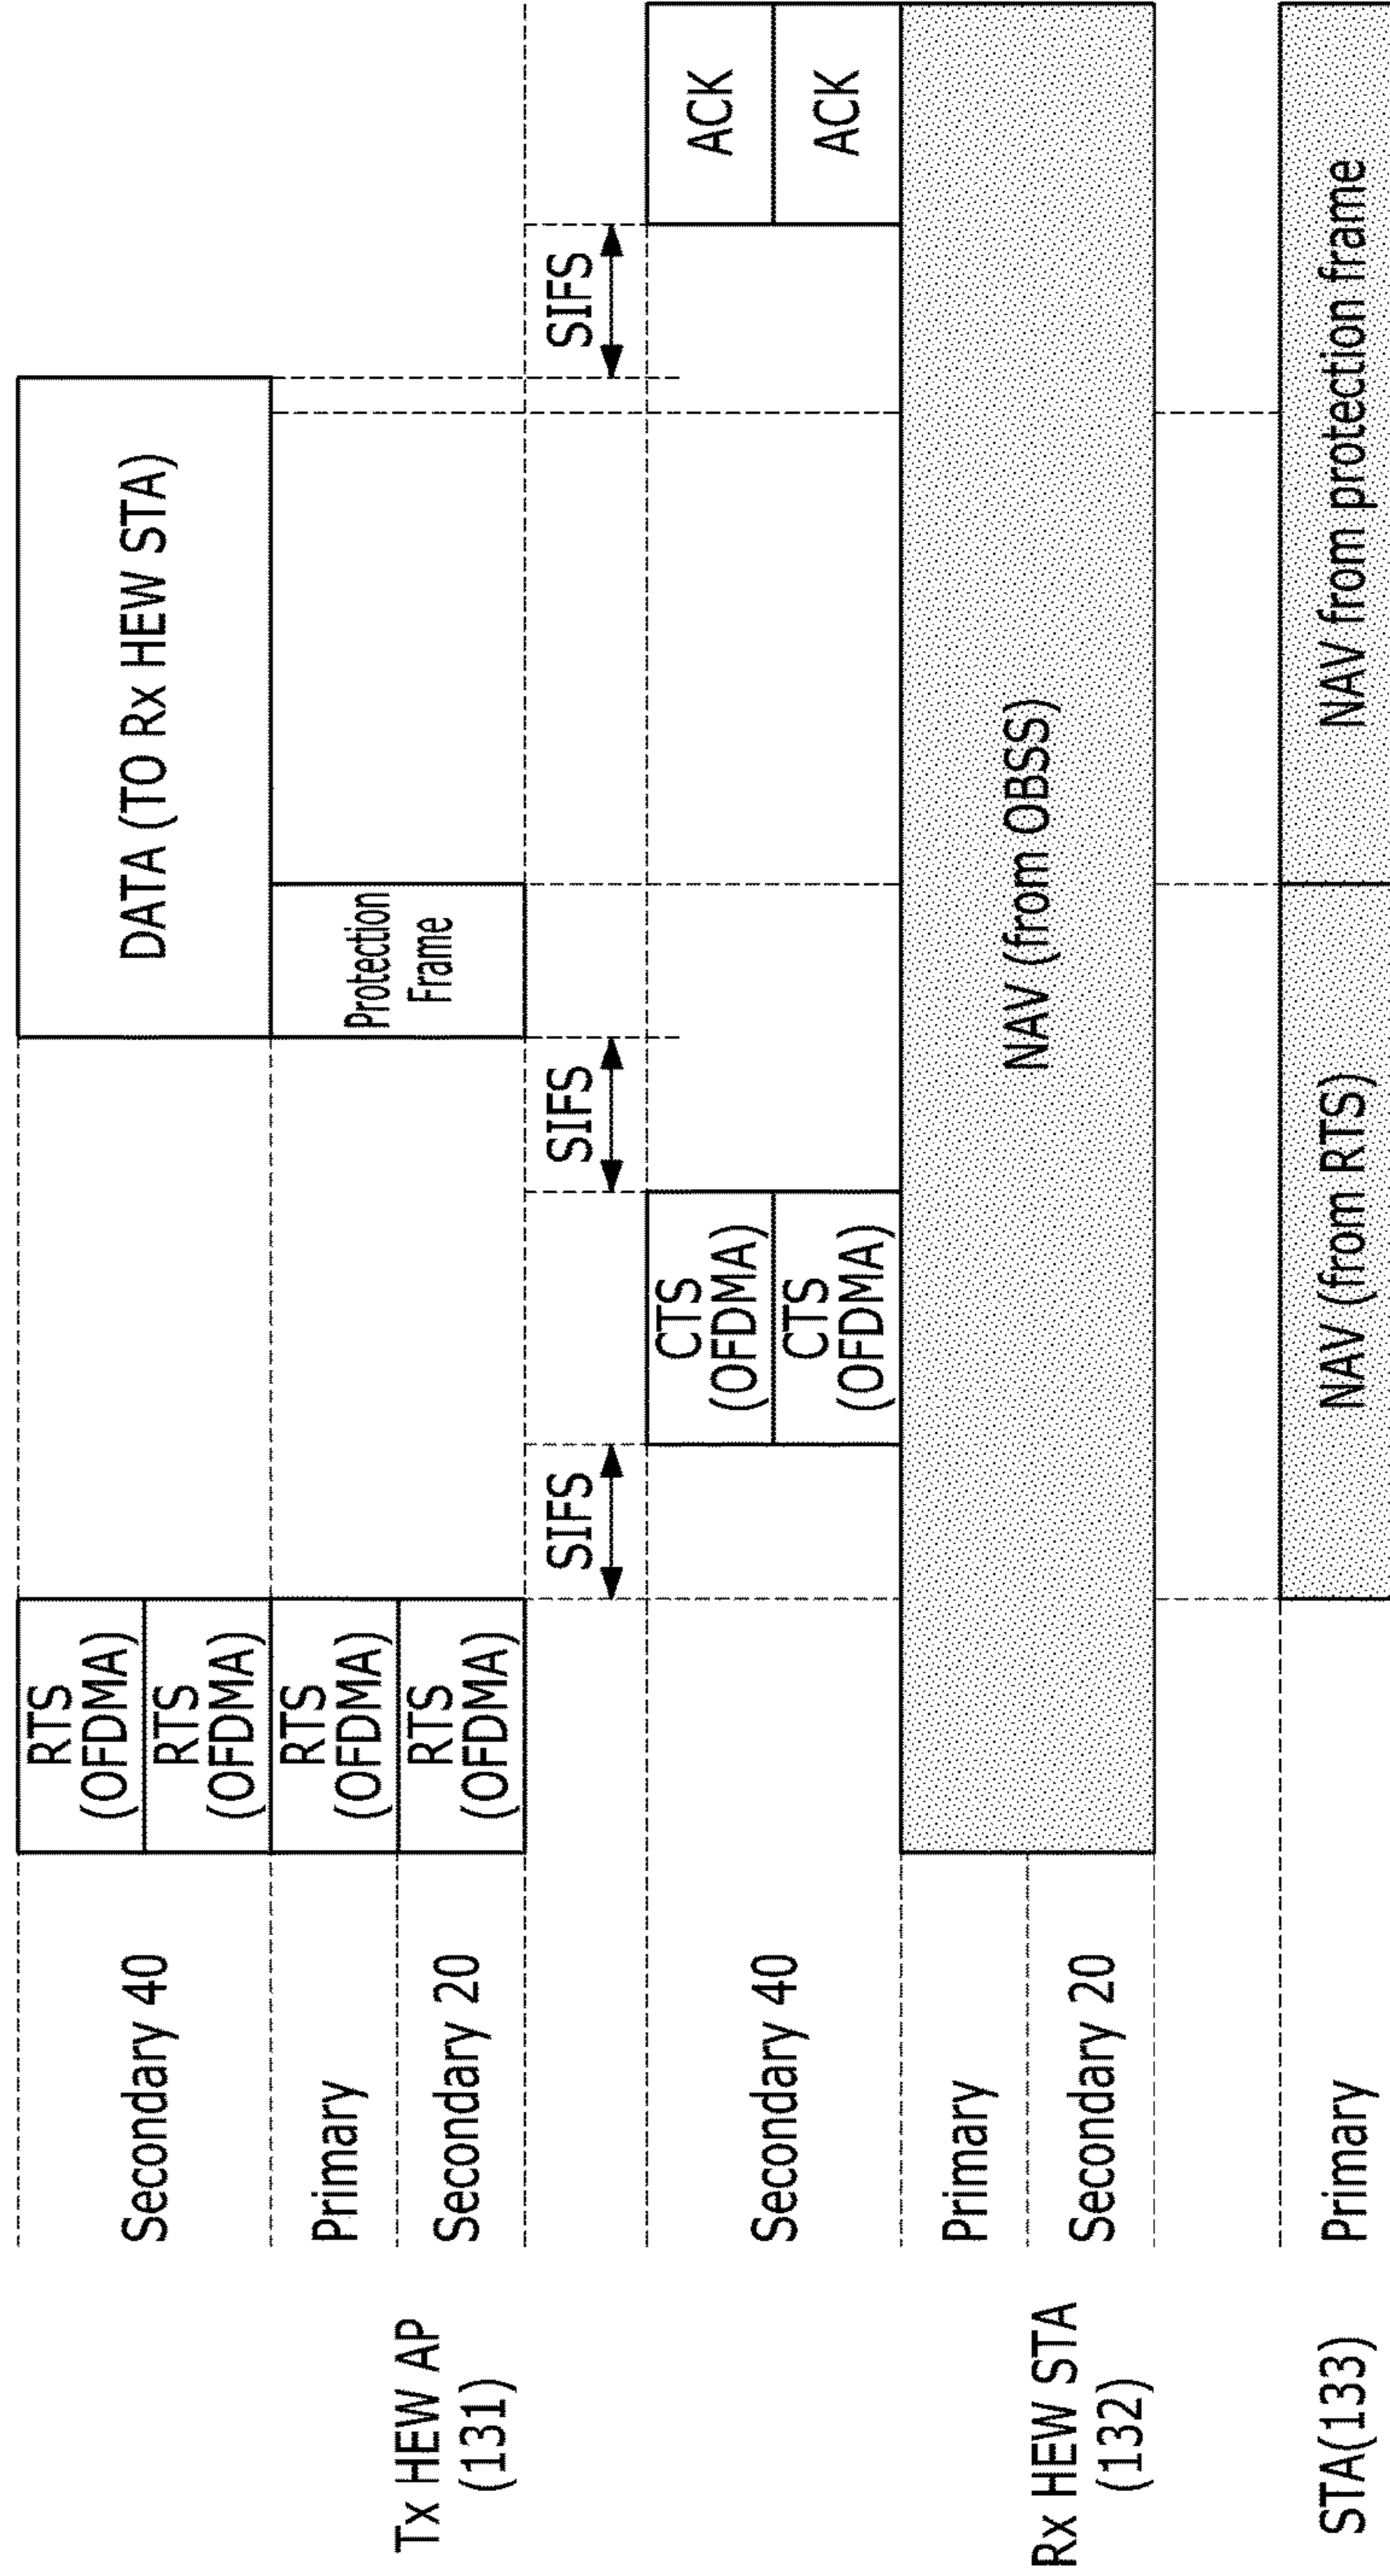 Tx HEW AP
(131)
Secondary 40
Primary
Secondary 20
RTS
(OFDMA)
RTS
(OFDMA)
RTS
(OFDMA)
RTS
(OFDMA)
DATA (TO Rx HEW STA)
Protection
Frame
SIFS
SIFS
SIFS
Rx HEW STA
(132)
Secondary 40
Primary
Secondary 20
CTS
(OFDMA)
CTS
(OFDMA)
ACK
ACK
NAV (from OBSS)
STA(133)
Primary
NAV (from RTS)
NAV from protection frame